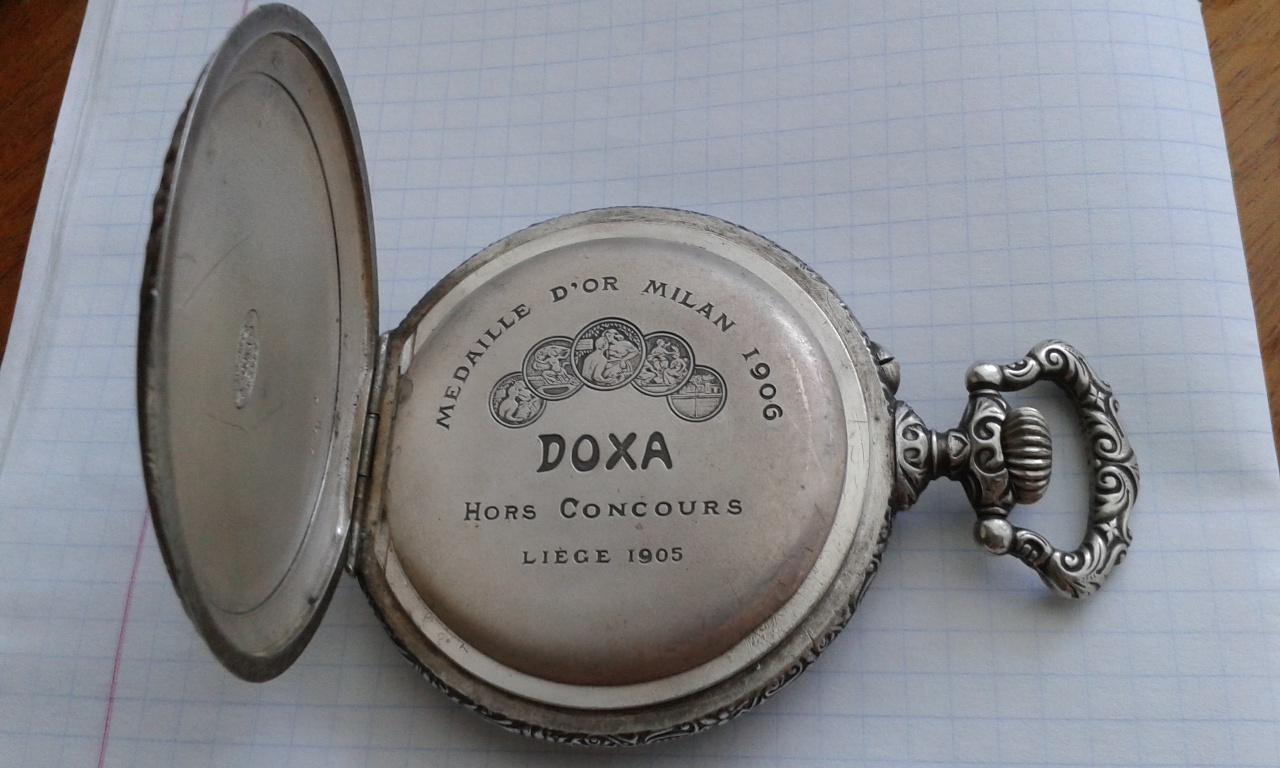 MEDAILLE D'OR MILAN 1906
DOXA
HORS CONCOURS
LIÈGE 1905